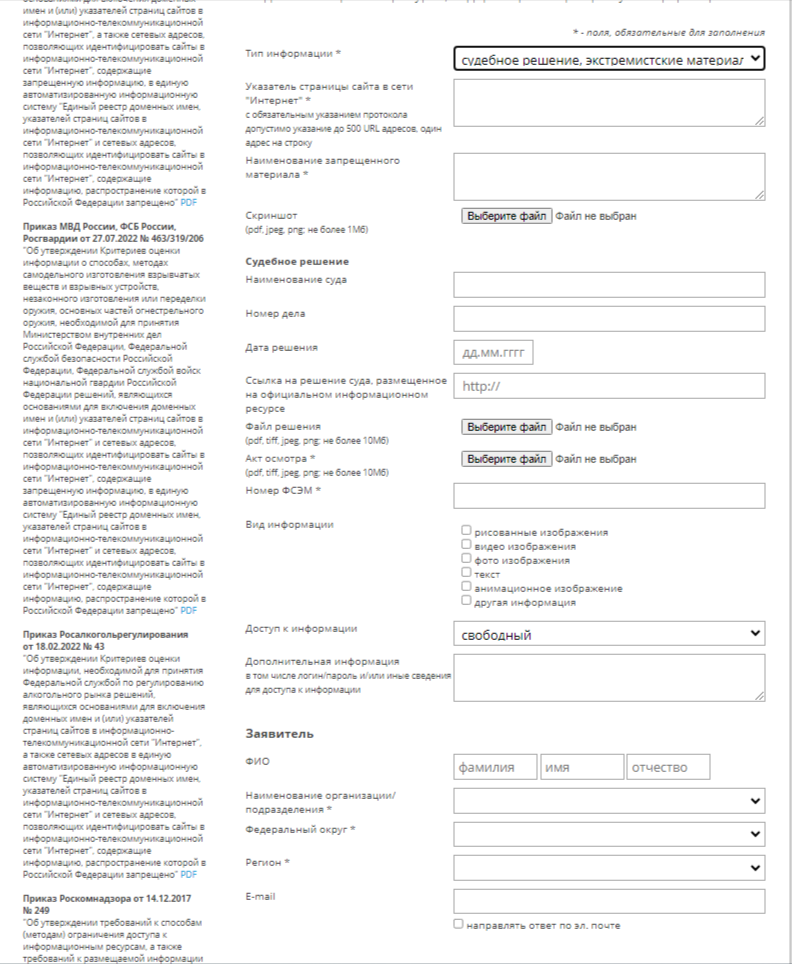 имен и (или) указателей страниц сайтов в
информационно-телекоммуникационной
сети "Интернет", а также сетевых адресов,
позволяющих идентифицировать сайты в
информационно-телекоммуникационной
сети "Интернет", содержащие
запрещенную информацию, в единую
автоматизированную информационную
систему "Единый реестр доменных имен,
указателей страниц сайтов в
информационно-телекоммуникационной
сети "Интернет" и сетевых адресов,
позволяющих идентифицировать сайты в
информационно-телекоммуникационной
сети "Интернет", содержащие
информацию, распространение которой в
Российской Федерации запрещено" PDF
Приказ МВД России, ФСБ России,
Росгвардии от 27.07.2022 № 463/319/206
"Об утверждении Критериев оценки
информации о способах, методах
самодельного изготовления взрывчатых
веществ и взрывных устройств,
незаконного изготовления или переделки
оружия, основных частей огнестрельного
оружия, необходимой для принятия
Министерством внутренних дел
Российской Федерации, Федеральной
службой безопасности Российской
Федерации, Федеральной службой войск
национальной гвардии Российской
Федерации решений, являющихся
основаниями для включения доменных
имен и (или) указателей страниц сайтов в
информационно-телекоммуникационной
сети "Интернет" и сетевых адресов,
позволяющих идентифицировать сайты в
информационно-телекоммуникационной
сети "Интернет", содержащие
запрещенную информацию, в единую
автоматизированную информационную
систему "Единый реестр доменных имен,
указателей страниц сайтов в
информационно-телекоммуникационной
сети "Интернет" и сетевых адресов,
позволяющих идентифицировать сайты в
информационно-телекоммуникационной
сети "Интернет", содержащие
информацию, распространение которой в
Российской Федерации запрещено" PDF
Приказ Росалкогольрегулирования
от 18.02.2022 № 43
"Об утверждении Критериев оценки
информации, необходимой для принятия
Федеральной службой по регулированию
алкогольного рынка решений,
являющихся основаниями для включения
доменных имен и (или) указателей
страниц сайтов в информационно-
телекоммуникационной сети "Интернет",
а также сетевых адресов в единую
автоматизированную информационную
систему "Единый реестр доменных имен,
указателей страниц сайтов в
информационно-телекоммуникационной
сети "Интернет" и сетевых адресов,
позволяющих идентифицировать сайты в
информационно-телекоммуникационной
сети "Интернет", содержащие
информацию, распространение которой в
Российской Федерации запрещено" PDF
Приказ Роскомнадзора от 14.12.2017
№ 249
"Об утверждении требований к способам
(методам) ограничения доступа к
информационным ресурсам, а также
требований к размещаемой информации
* - поля, обязательные для заполнения
Тип информации *
судебное решение, экстремистские материал
Указатель страницы сайта в сети
"Интернет" *
с обязательным указанием протокола
допустимо указание до 500 URL адресов, один
адрес на строку
Наименование запрещенного
материала *
Скриншот
(pdf, jpeg, png; не более 1Мб)
Выберите файл Файл не выбран
Судебное решение
Наименование суда
Номер дела
Дата решения
дд.мм.гггг
Ссылка на решение суда, размещенное
на официальном информационном
ресурсе
http://
Файл решения
(pdf, tiff, jpeg, png; не более 10Мб)
Выберите файл Файл не выбран
Акт осмотра *
(pdf, tiff, jpeg, png; не более 10Мб)
Выберите файл Файл не выбран
Номер ФСЭМ *
Вид информации
рисованные изображения
видео изображения
фото изображения
текст
анимационное изображение
другая информация
Доступ к информации
свободный
Дополнительная информация
в том числе логин/пароль и/или иные сведения
для доступа к информации
Заявитель
ФИО
фамилия имя отчество
Наименование организации/
подразделения *
Федеральный округ *
Регион *
E-mail
направлять ответ по эл. почте